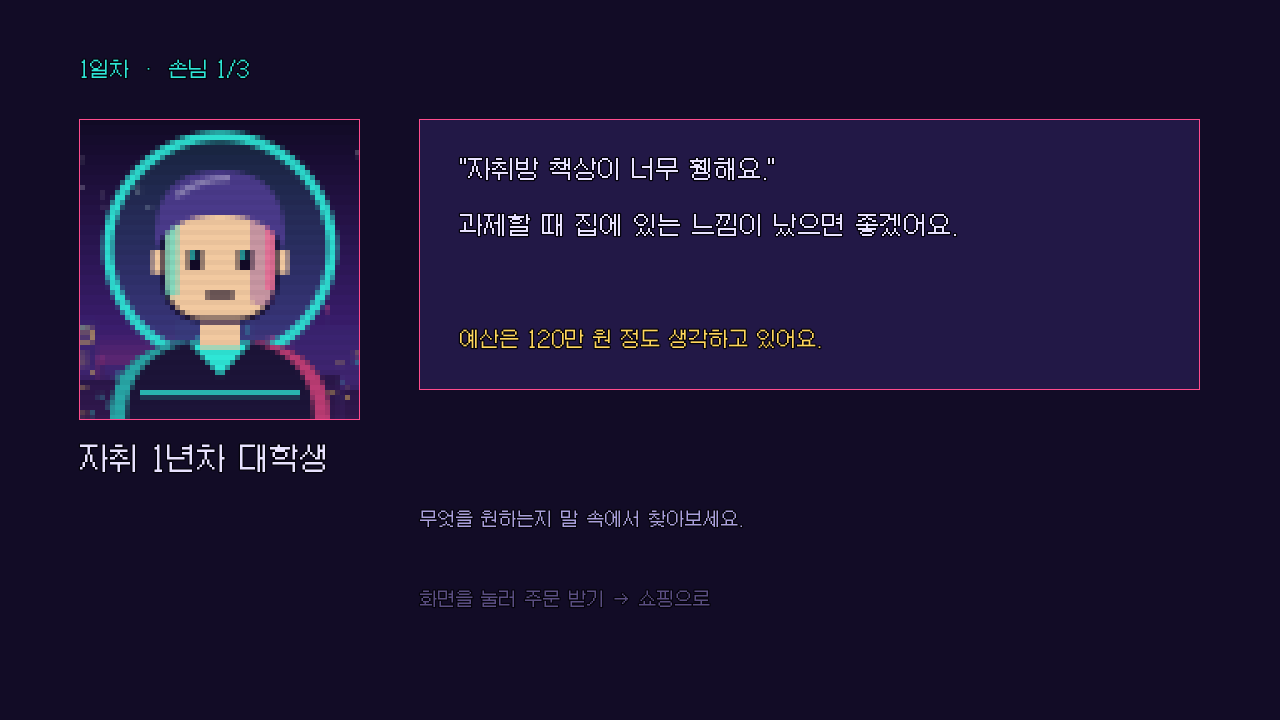 1일차 · 손님 1/3
"자취방 책상이 너무 휑해요."
과제할 때 집에 있는 느낌이 났으면 좋겠어요.
예산은 120만 원 정도 생각하고 있어요.
자취 1년차 대학생
무엇을 원하는지 말 속에서 찾아보세요.
화면을 눌러 주문 받기 → 쇼핑으로